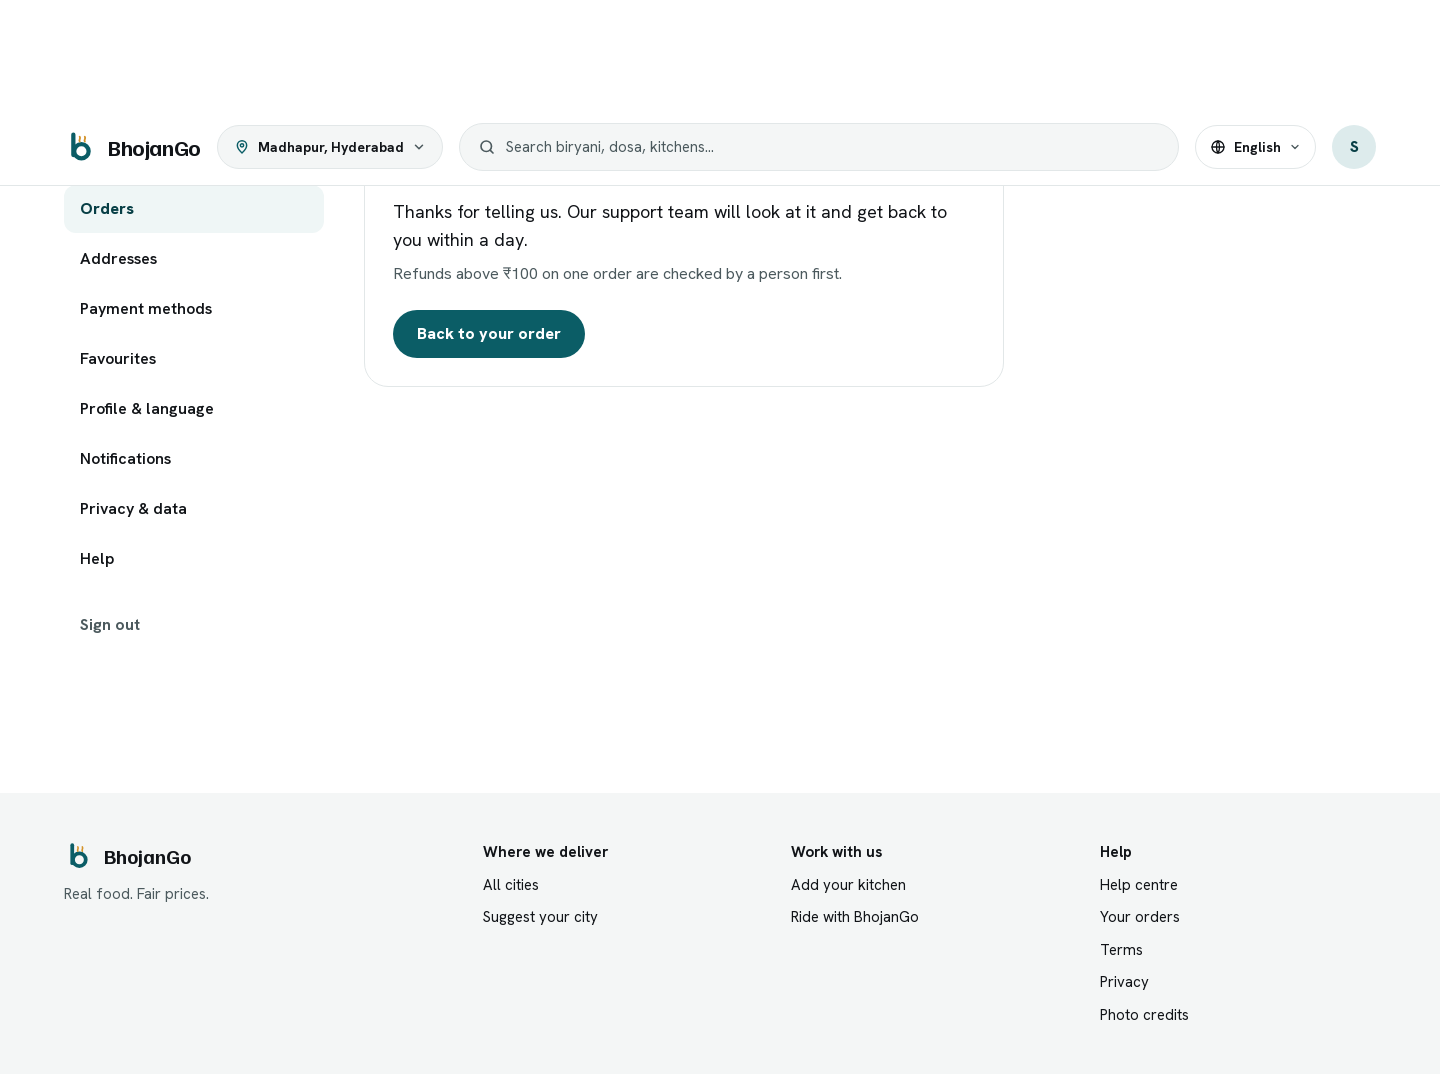 BhojanGo
Madhapur, Hyderabad
Search biryani, dosa, kitchens...
English
S
Orders
Addresses
Payment methods
Favourites
Profile & language
Notifications
Privacy & data
Help
Sign out
Thanks for telling us. Our support team will look at it and get back to
you within a day.
Refunds above ₹100 on one order are checked by a person first.
Back to your order
BhojanGo
Real food. Fair prices.
Where we deliver
All cities
Suggest your city
Work with us
Add your kitchen
Ride with BhojanGo
Help
Help centre
Your orders
Terms
Privacy
Photo credits